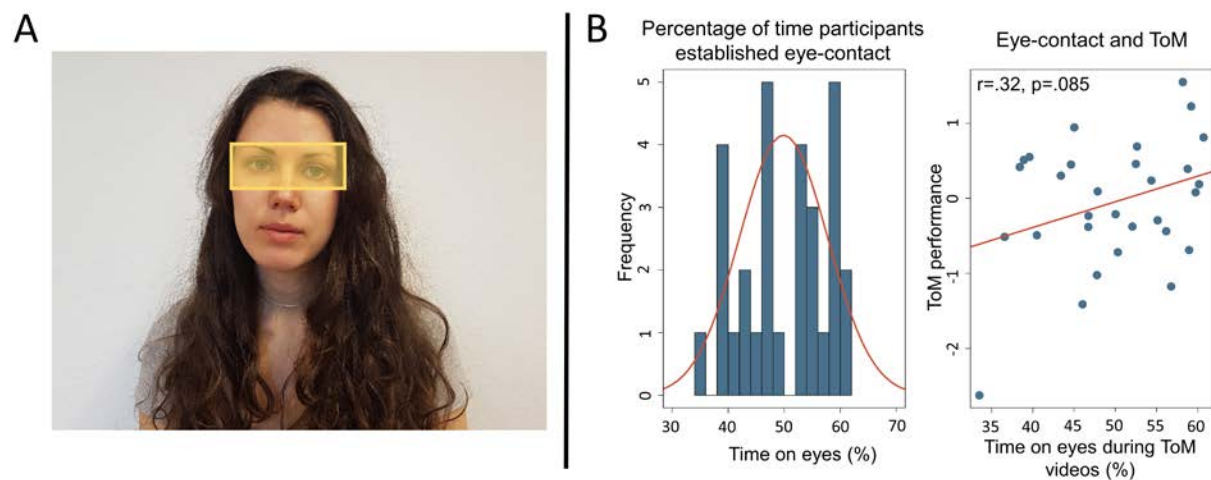 A
B
Percentage of time participants
established eye-contact
5
4
3
2
1
0
Frequency
30
40
50
60
70
Time on eyes (%)
Eye-contact and ToM
r=.32, p=.085
1
0
-1
-2
ToM performance
35
40
45
50
55
60
Time on eyes during ToM
videos (%)